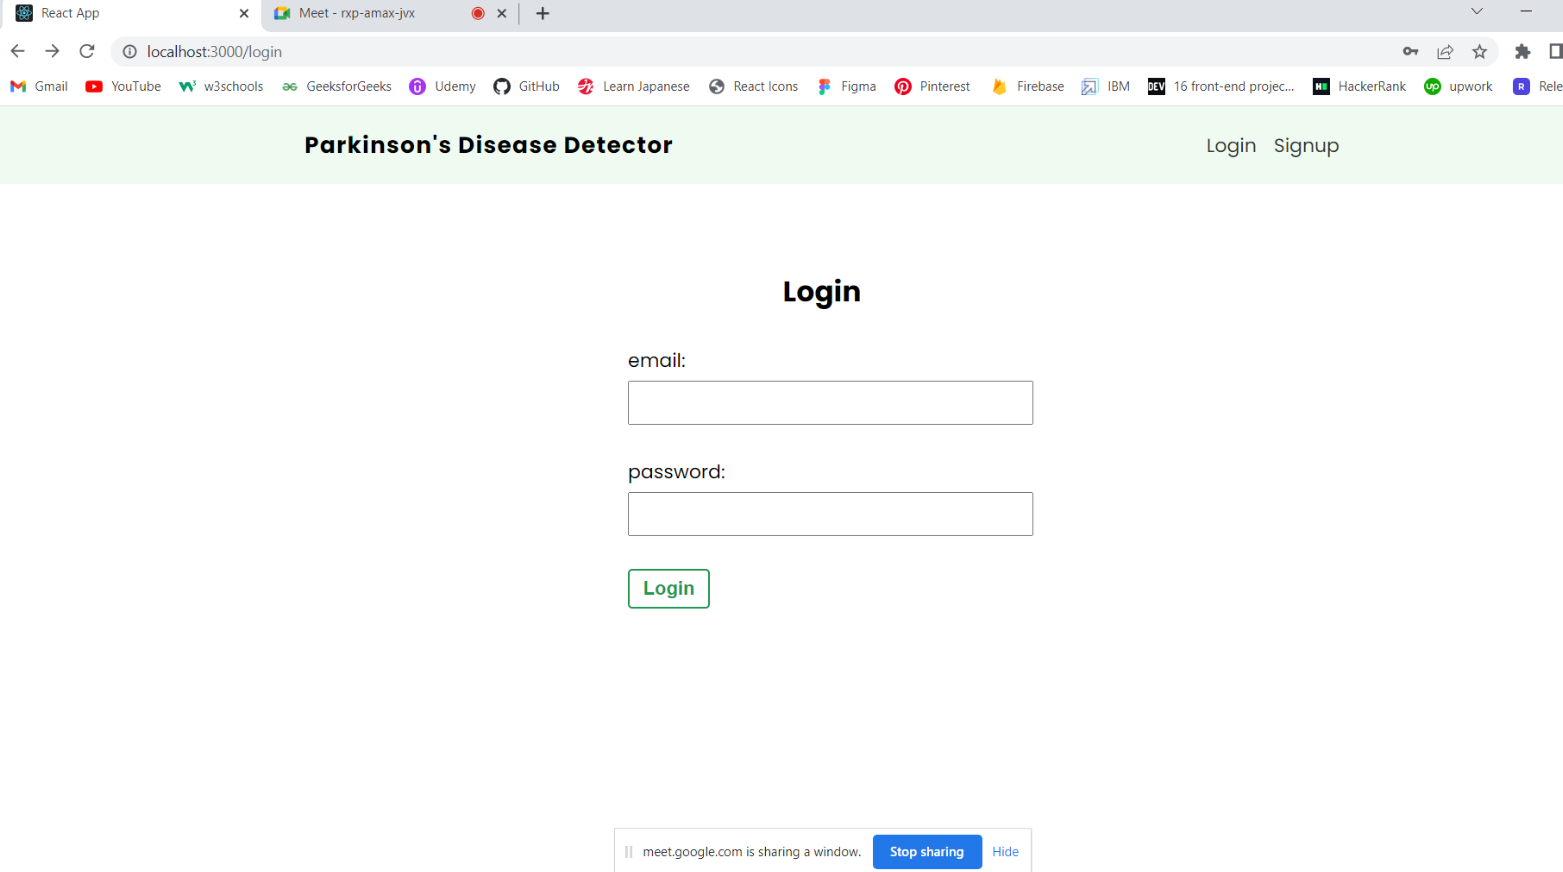 React App
Meet - rxp-amax-jvx
localhost:3000/login
Gmail YouTube w3schools GeeksforGeeks Udemy GitHub Learn Japanese React Icons Figma Pinterest Firebase IBM DEV 16 front-end projec... HackerRank up upwork R Rele
Parkinson's Disease Detector Login Signup
Login
email:
password:
Login
meet.google.com is sharing a window. Stop sharing Hide